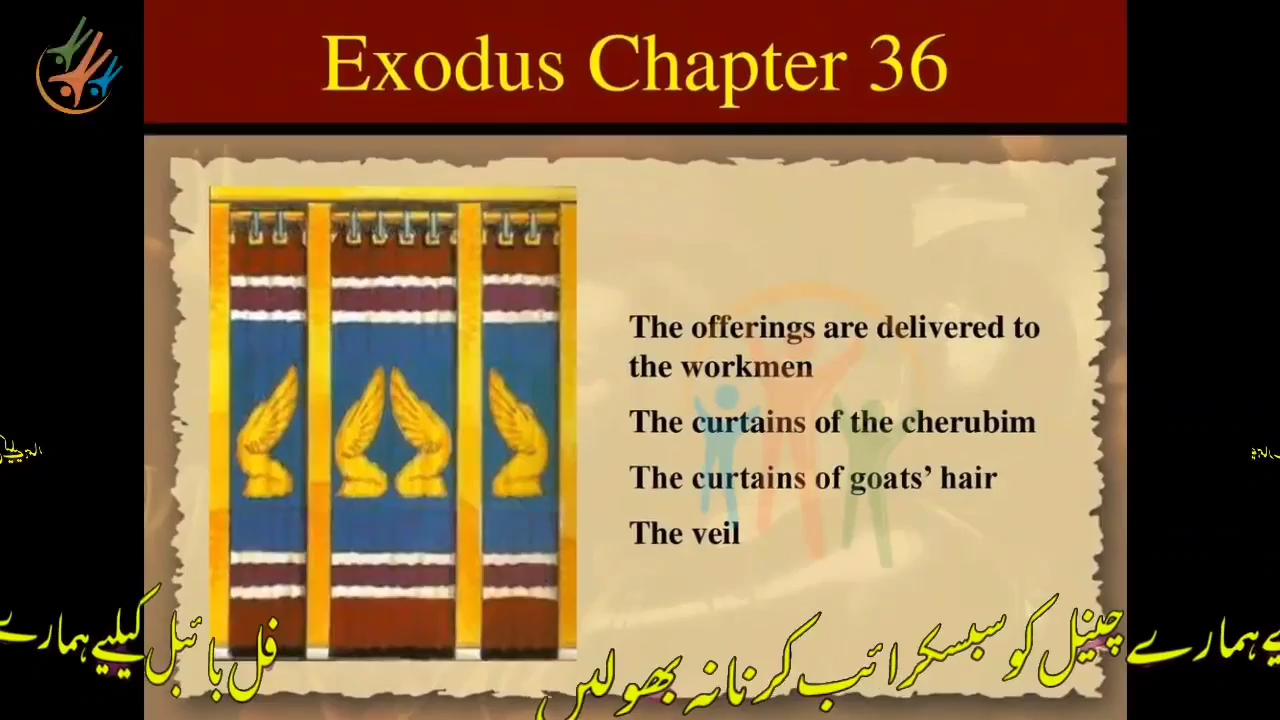 Exodus Chapter 36
The offerings are delivered to
the workmen
The curtains of the cherubim
The curtains of goats’ hair
The veil
فل بائبل کیلیے ہمارے
ہمارے چینل کو سبسکرائب کرنا نہ بھولیں